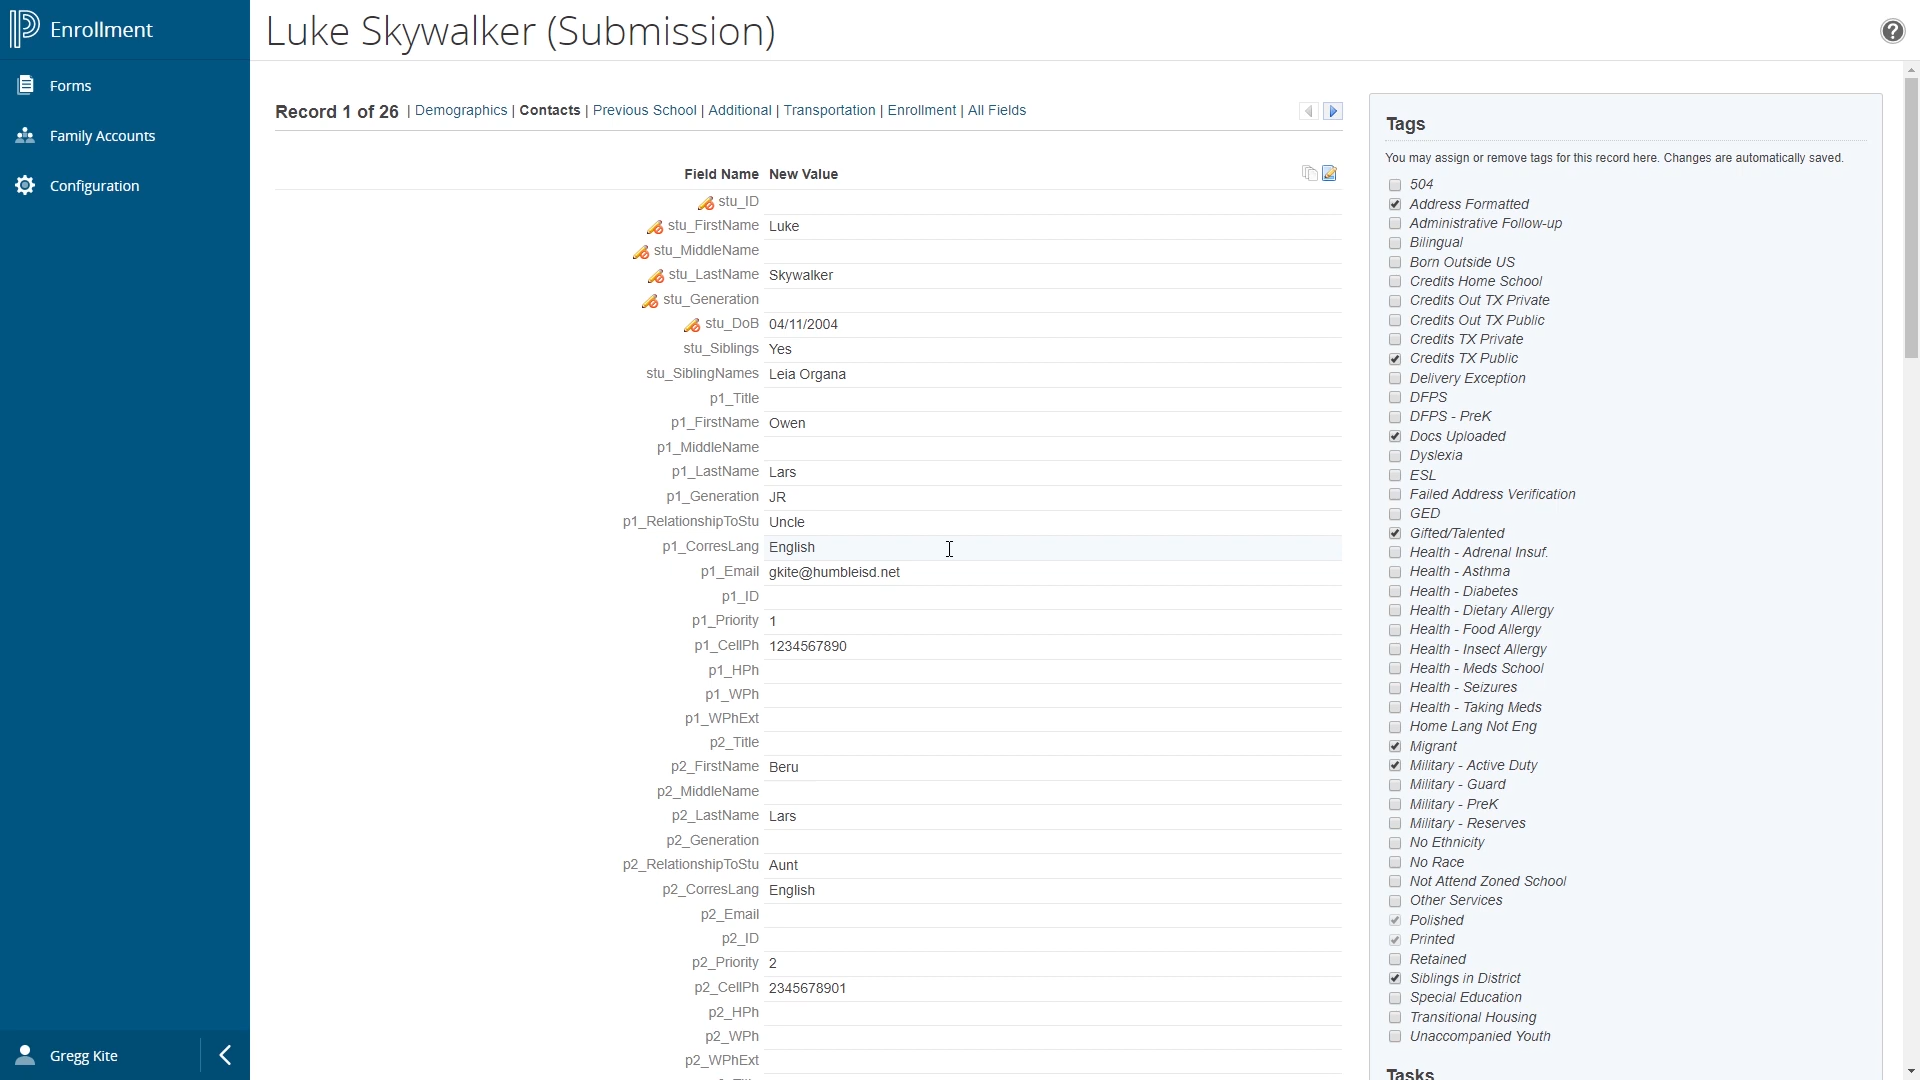 Enrollment
Forms
Family Accounts
Configuration
Gregg Kite
Luke Skywalker (Submission)
Record 1 of 26 | Demographics | Contacts | Previous School | Additional | Transportation | Enrollment | All Fields
Field Name New Value
stu_ID
stu_FirstName Luke
stu_MiddleName
stu_LastName Skywalker
stu_Generation
stu_DoB 04/11/2004
stu_Siblings Yes
stu_SiblingNames Leia Organa
p1_Title
p1_FirstName Owen
p1_MiddleName
p1_LastName Lars
p1_Generation JR
p1_RelationshipToStu Uncle
p1_CorresLang English
p1_Email gkite@humbleisd.net
p1_ID
p1_Priority 1
p1_CellPh 1234567890
p1_HPh
p1_WPh
p1_WPhExt
p2_Title
p2_FirstName Beru
p2_MiddleName
p2_LastName Lars
p2_Generation
p2_RelationshipToStu Aunt
p2_CorresLang English
p2_Email
p2_ID
p2_Priority 2
p2_CellPh 2345678901
p2_HPh
p2_WPh
p2_WPhExt
Tags
You may assign or remove tags for this record here. Changes are automatically saved.
504
Address Formatted
Administrative Follow-up
Bilingual
Born Outside US
Credits Home School
Credits Out TX Private
Credits Out TX Public
Credits TX Private
Credits TX Public
Delivery Exception
DFPS
DFPS - PreK
Docs Uploaded
Dyslexia
ESL
Failed Address Verification
GED
Gifted/Talented
Health - Adrenal Insuf.
Health - Asthma
Health - Diabetes
Health - Dietary Allergy
Health - Food Allergy
Health - Insect Allergy
Health - Meds School
Health - Seizures
Health - Taking Meds
Home Lang Not Eng
Migrant
Military - Active Duty
Military - Guard
Military - PreK
Military - Reserves
No Ethnicity
No Race
Not Attend Zoned School
Other Services
Polished
Printed
Retained
Siblings in District
Special Education
Transitional Housing
Unaccompanied Youth
Tasks